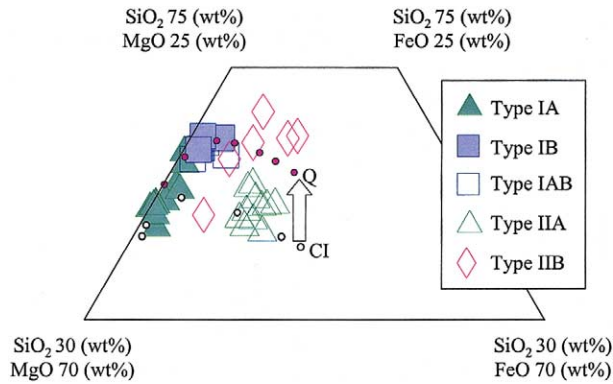 SiO₂ 75 (wt%)
MgO 25 (wt%)
SiO₂ 75 (wt%)
FeO 25 (wt%)
Type IA
Type IB
Type IAB
Type IIA
Type IIB
Q
CI
SiO₂ 30 (wt%)
MgO 70 (wt%)
SiO₂ 30 (wt%)
FeO 70 (wt%)